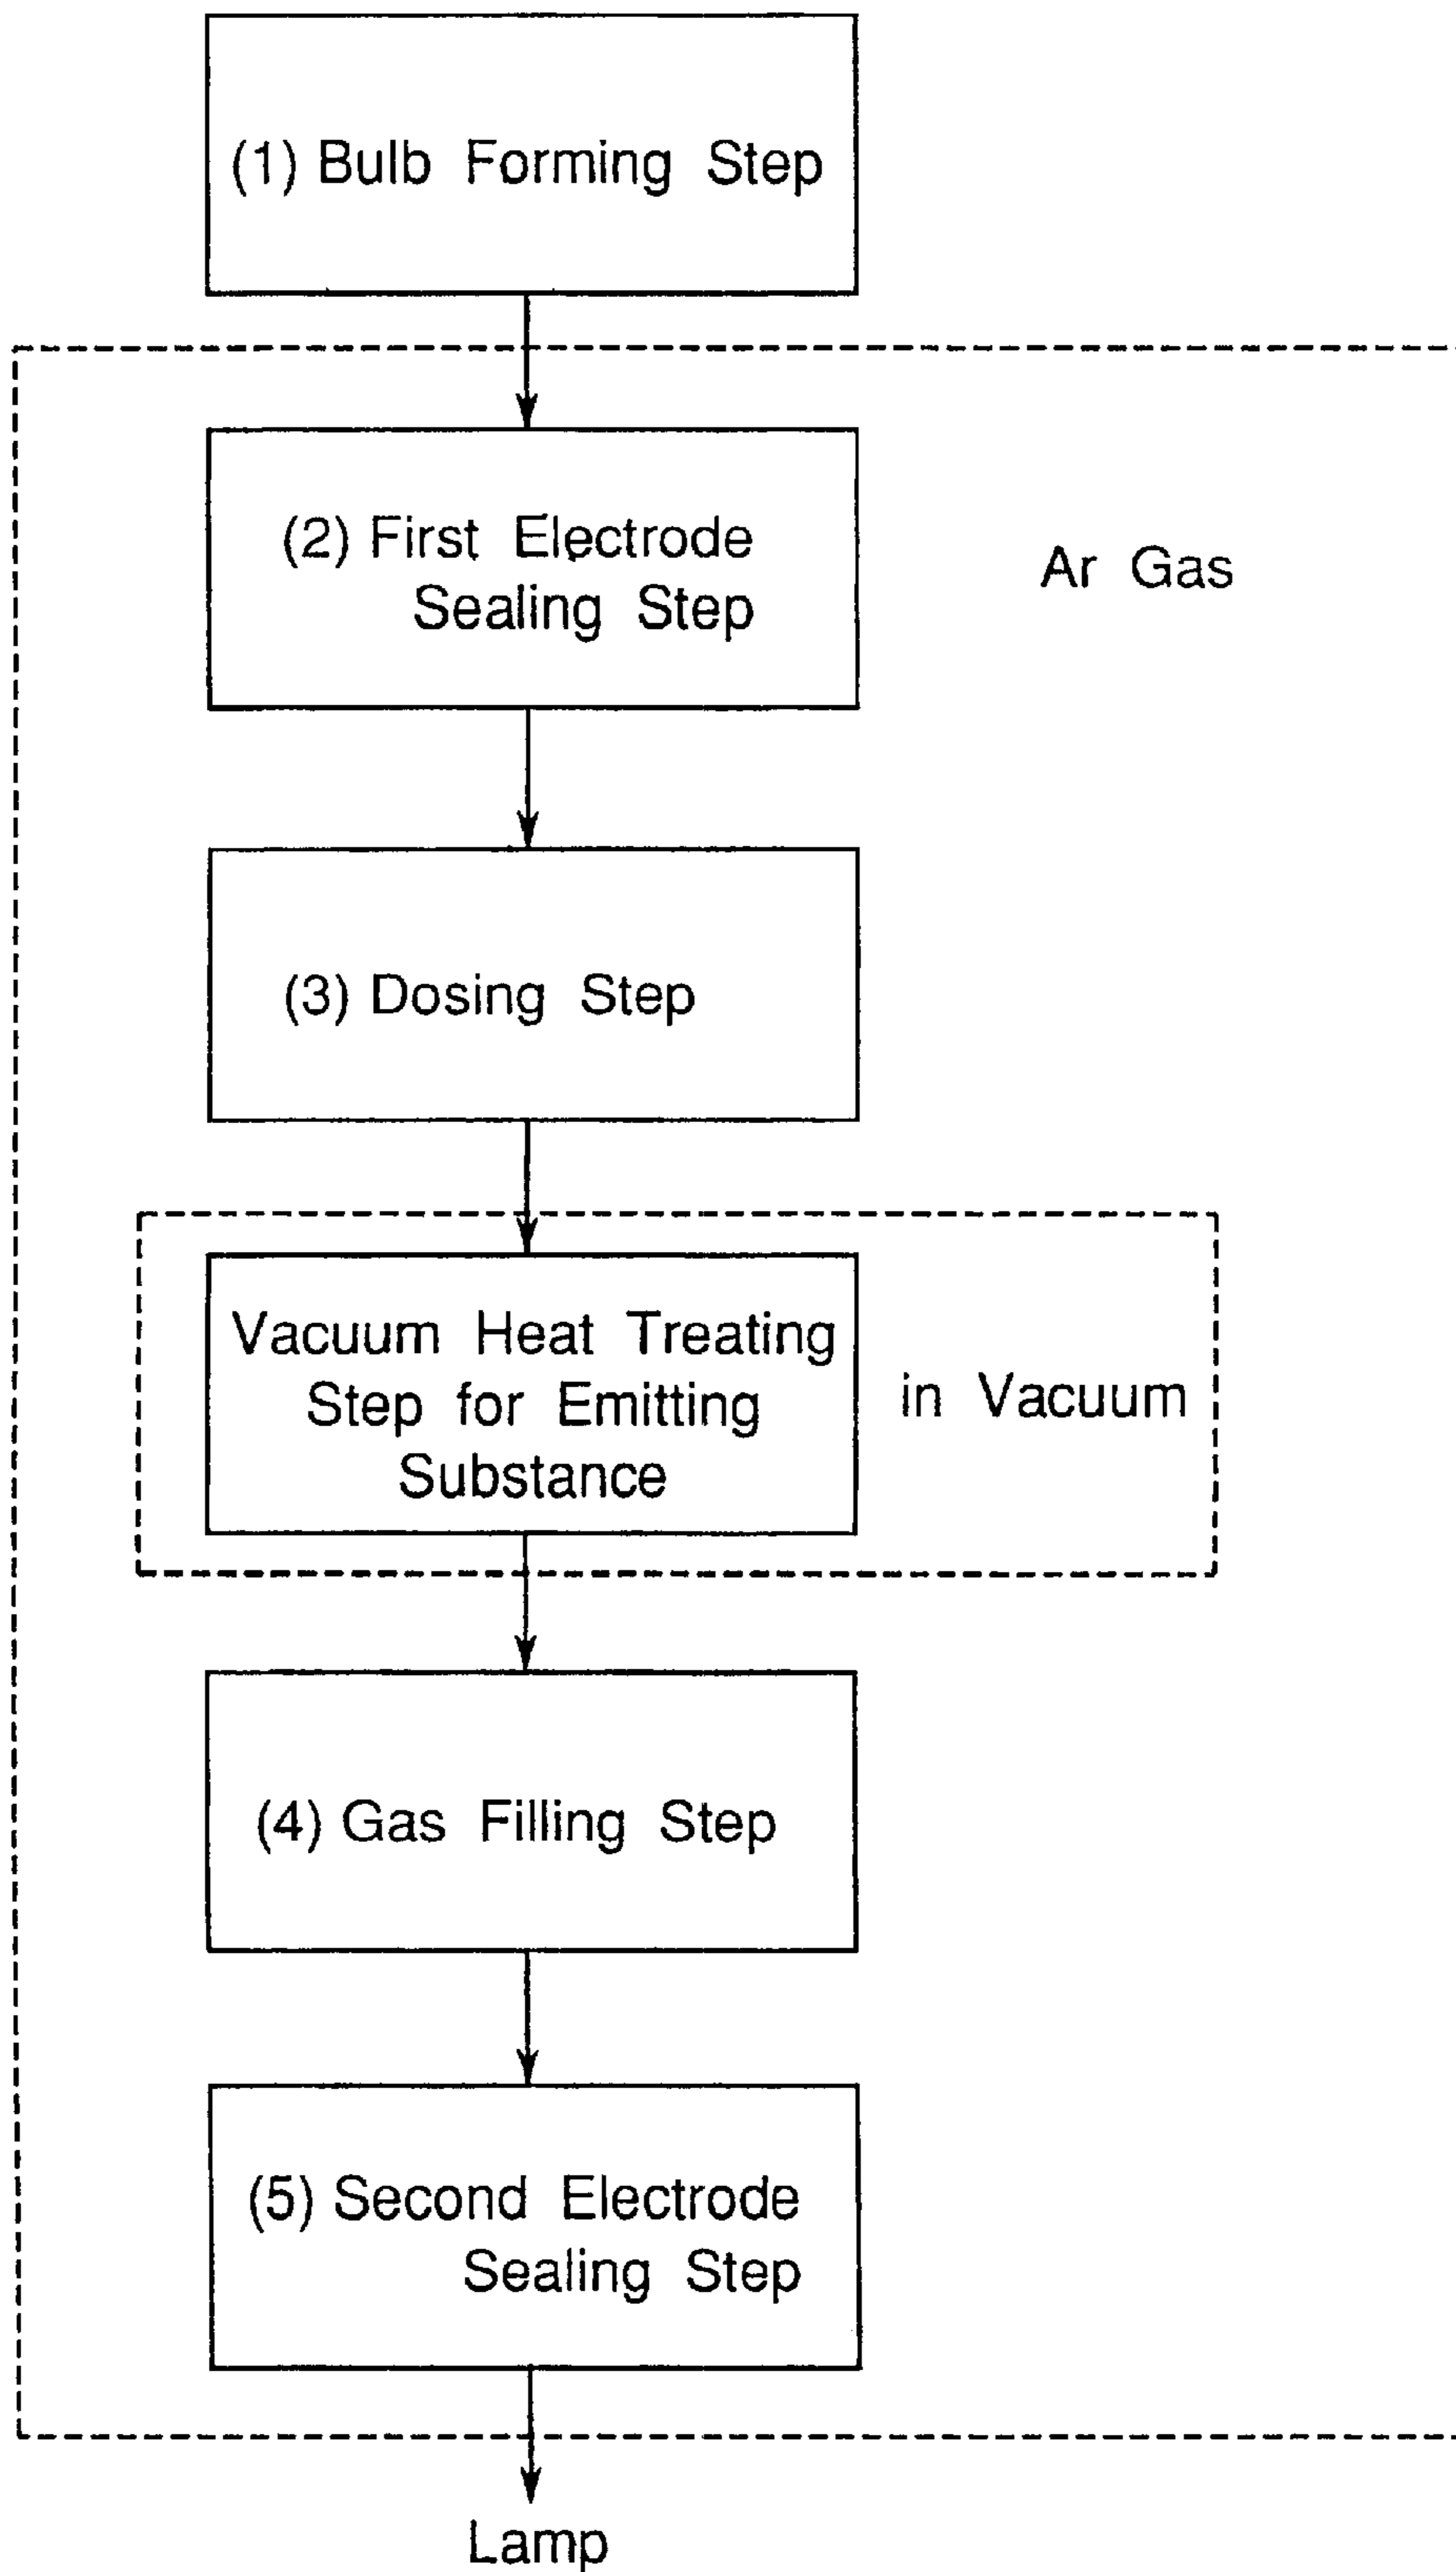 (1) Bulb Forming Step
(2) First Electrode
Sealing Step
Ar Gas
(3) Dosing Step
Vacuum Heat Treating
Step for Emitting
Substance
in Vacuum
(4) Gas Filling Step
(5) Second Electrode
Sealing Step
Lamp